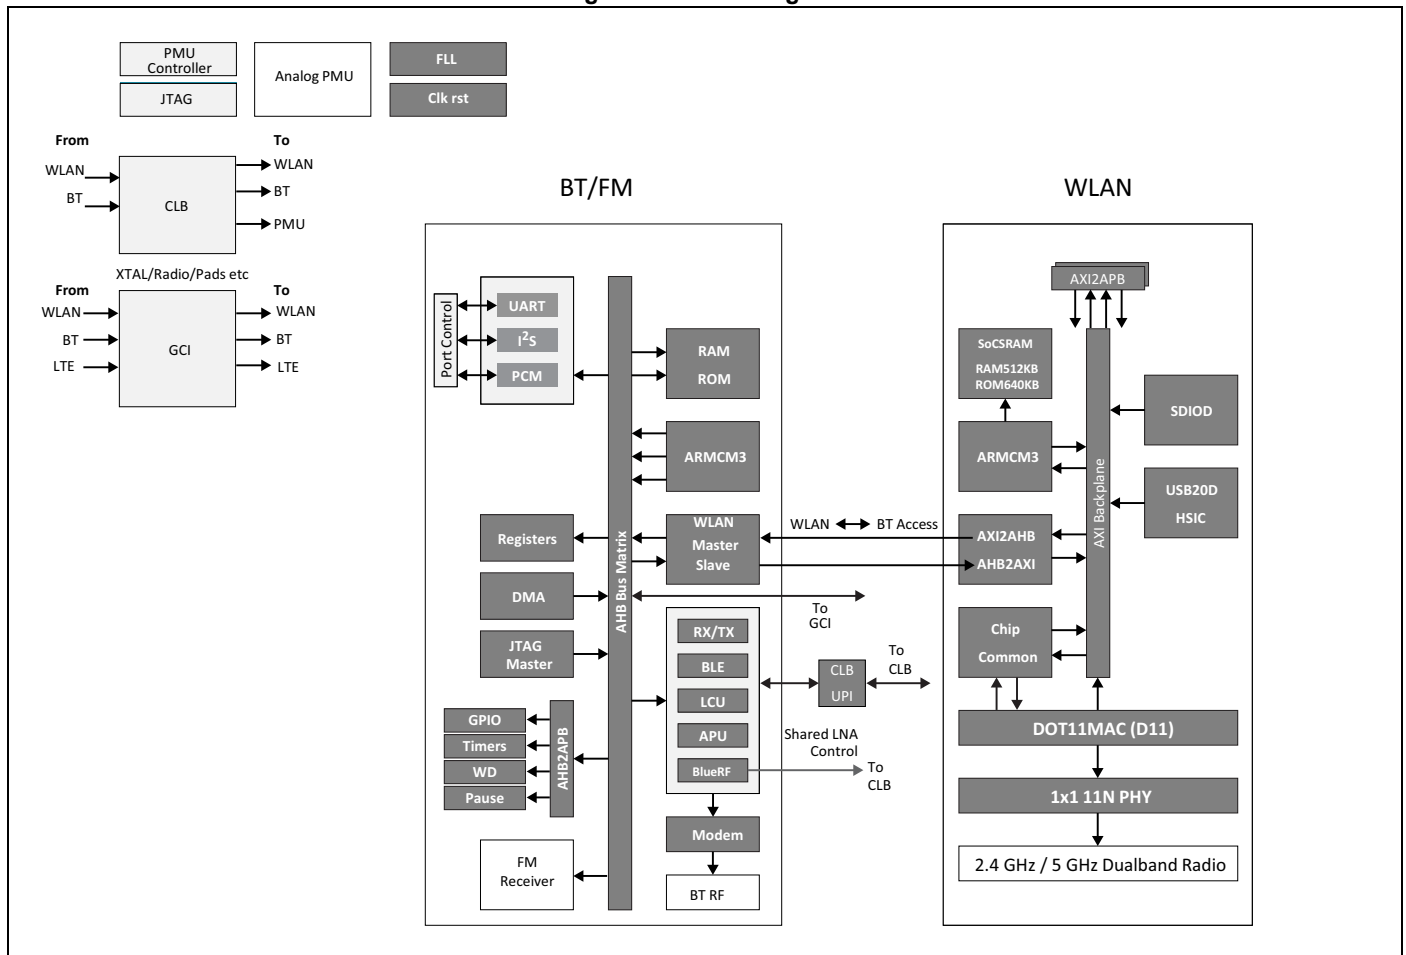 PMU
Controller
JTAG
Analog PMU
FLL
Clk rst
From
To
WLAN
BT
CLB
WLAN
BT
PMU
XTAL/Radio/Pads etc
From
To
WLAN
BT
LTE
GCI
WLAN
BT
LTE
BT/FM
Port Control
UART
I²S
PCM
AHB Bus Matrix
RAM
ROM
ARMCM3
Registers
WLAN
Master
Slave
WLAN
BT Access
DMA
To
GCI
JTAG
Master
RX/TX
BLE
LCU
APU
BlueRF
CLB
UPI
To
CLB
Shared LNA
Control
To
CLB
GPIO
Timers
WD
Pause
AHB2APB
Modem
FM
Receiver
BT RF
WLAN
AXI2APB
SoCSRAM
RAM512KB
ROM640KB
AXI Backplane
SDIOD
ARMCM3
USB20D
HSIC
AXI2AHB
AHB2AXI
Chip
Common
DOT11MAC (D11)
1x1 11N PHY
2.4 GHz / 5 GHz Dualband Radio